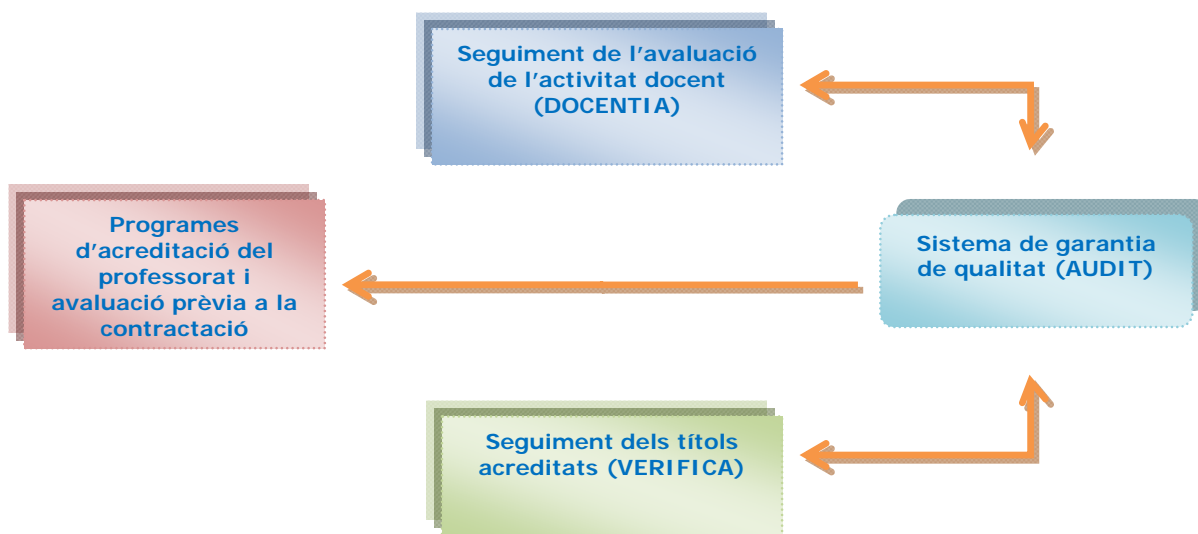 Seguiment de l’avaluació
de l’activitat docent
(DOCENTIA)
Programes
d’acreditació del
professorat i
avaluació prèvia a la
contractació
Sistema de garantia
de qualitat (AUDIT)
Seguiment dels títols
acreditats (VERIFICA)